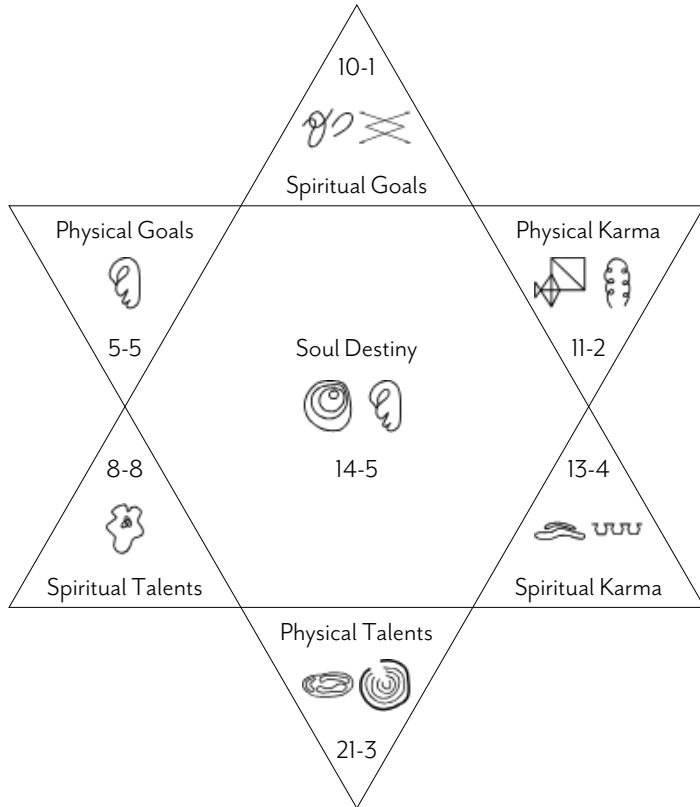 10-1
Spiritual Goals
Physical Goals
5-5
Physical Karma
11-2
Soul Destiny
14-5
8-8
Spiritual Talents
13-4
Spiritual Karma
Physical Talents
21-3